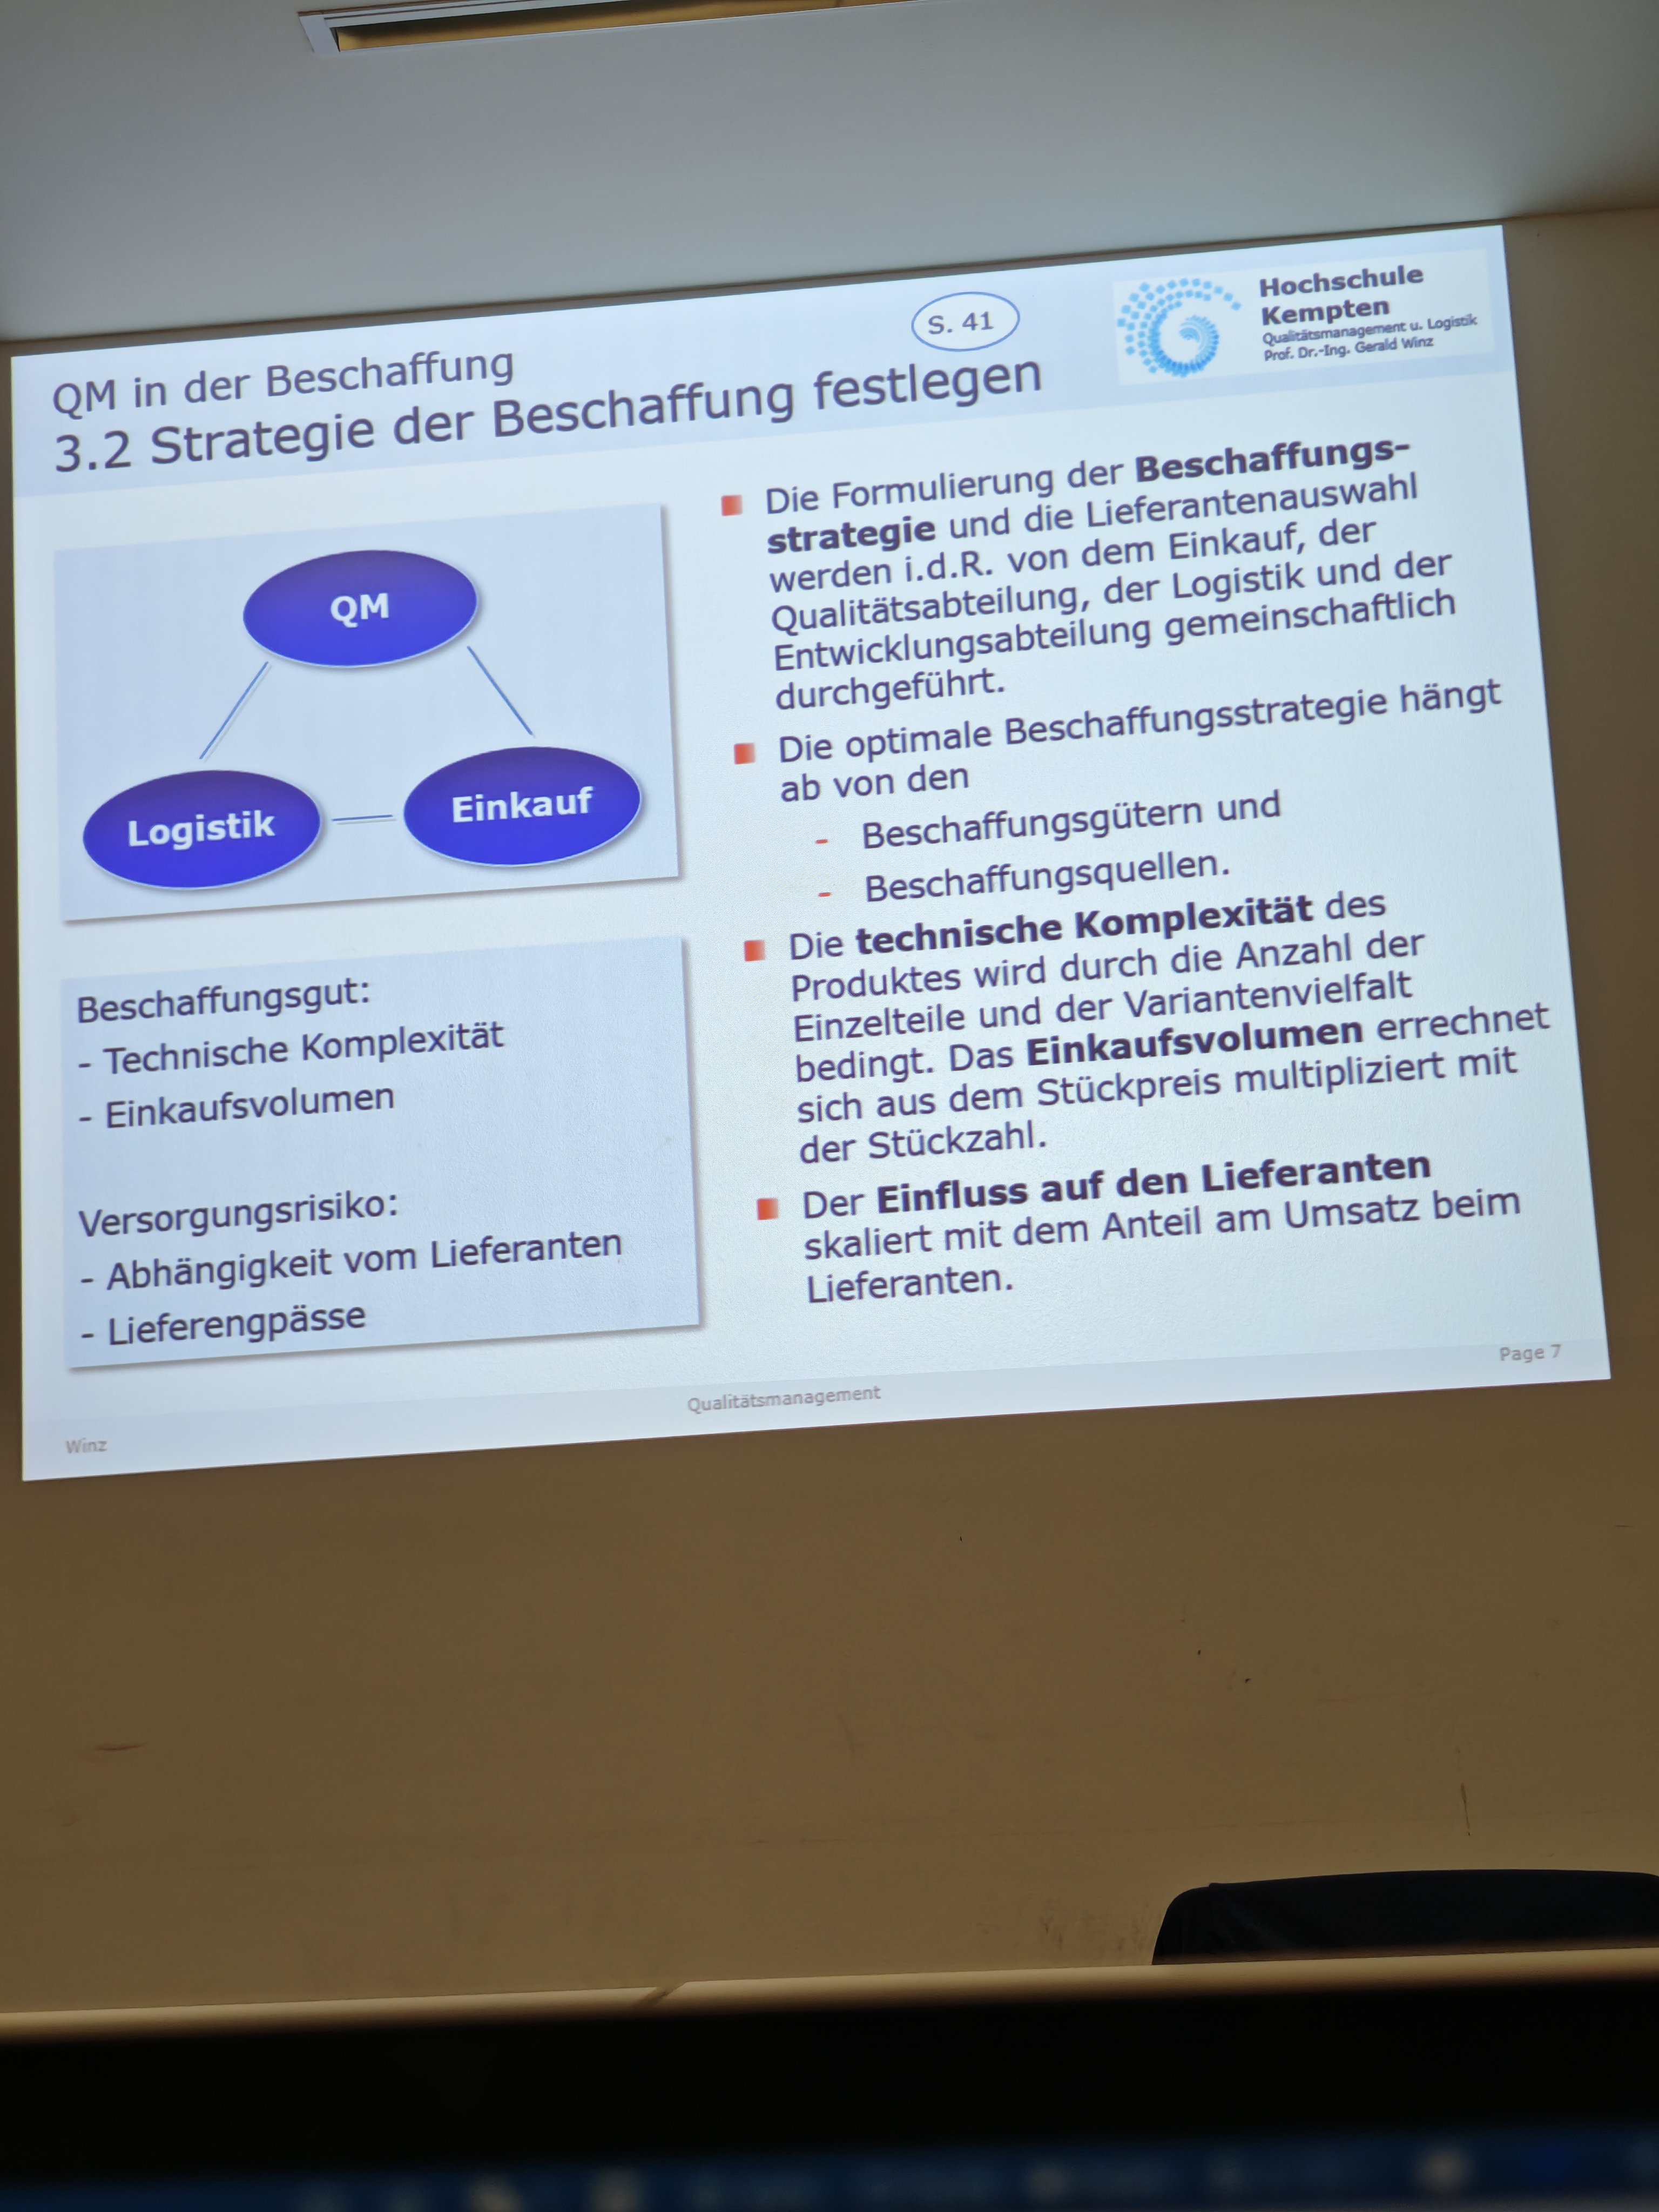 S. 41
Hochschule
Kempten
Qualitätsmanagement u. Logistik
Prof. Dr.-Ing. Gerald Winz
QM in der Beschaffung
3.2 Strategie der Beschaffung festlegen
QM
Logistik
Einkauf
Beschaffungsgut:
- Technische Komplexität
- Einkaufsvolumen
Versorgungsrisiko:
- Abhängigkeit vom Lieferanten
- Lieferengpässe
Die Formulierung der Beschaffungs-
strategie und die Lieferantenauswahl
werden i.d.R. von dem Einkauf, der
Qualitätsabteilung, der Logistik und der
Entwicklungsabteilung gemeinschaftlich
durchgeführt.
Die optimale Beschaffungsstrategie hängt
ab von den
- Beschaffungsgütern und
- Beschaffungsquellen.
Die technische Komplexität des
Produktes wird durch die Anzahl der
Einzelteile und der Variantenvielfalt
bedingt. Das Einkaufsvolumen errechnet
sich aus dem Stückpreis multipliziert mit
der Stückzahl.
Der Einfluss auf den Lieferanten
skaliert mit dem Anteil am Umsatz beim
Lieferanten.
Winz
Qualitätsmanagement
Page 7